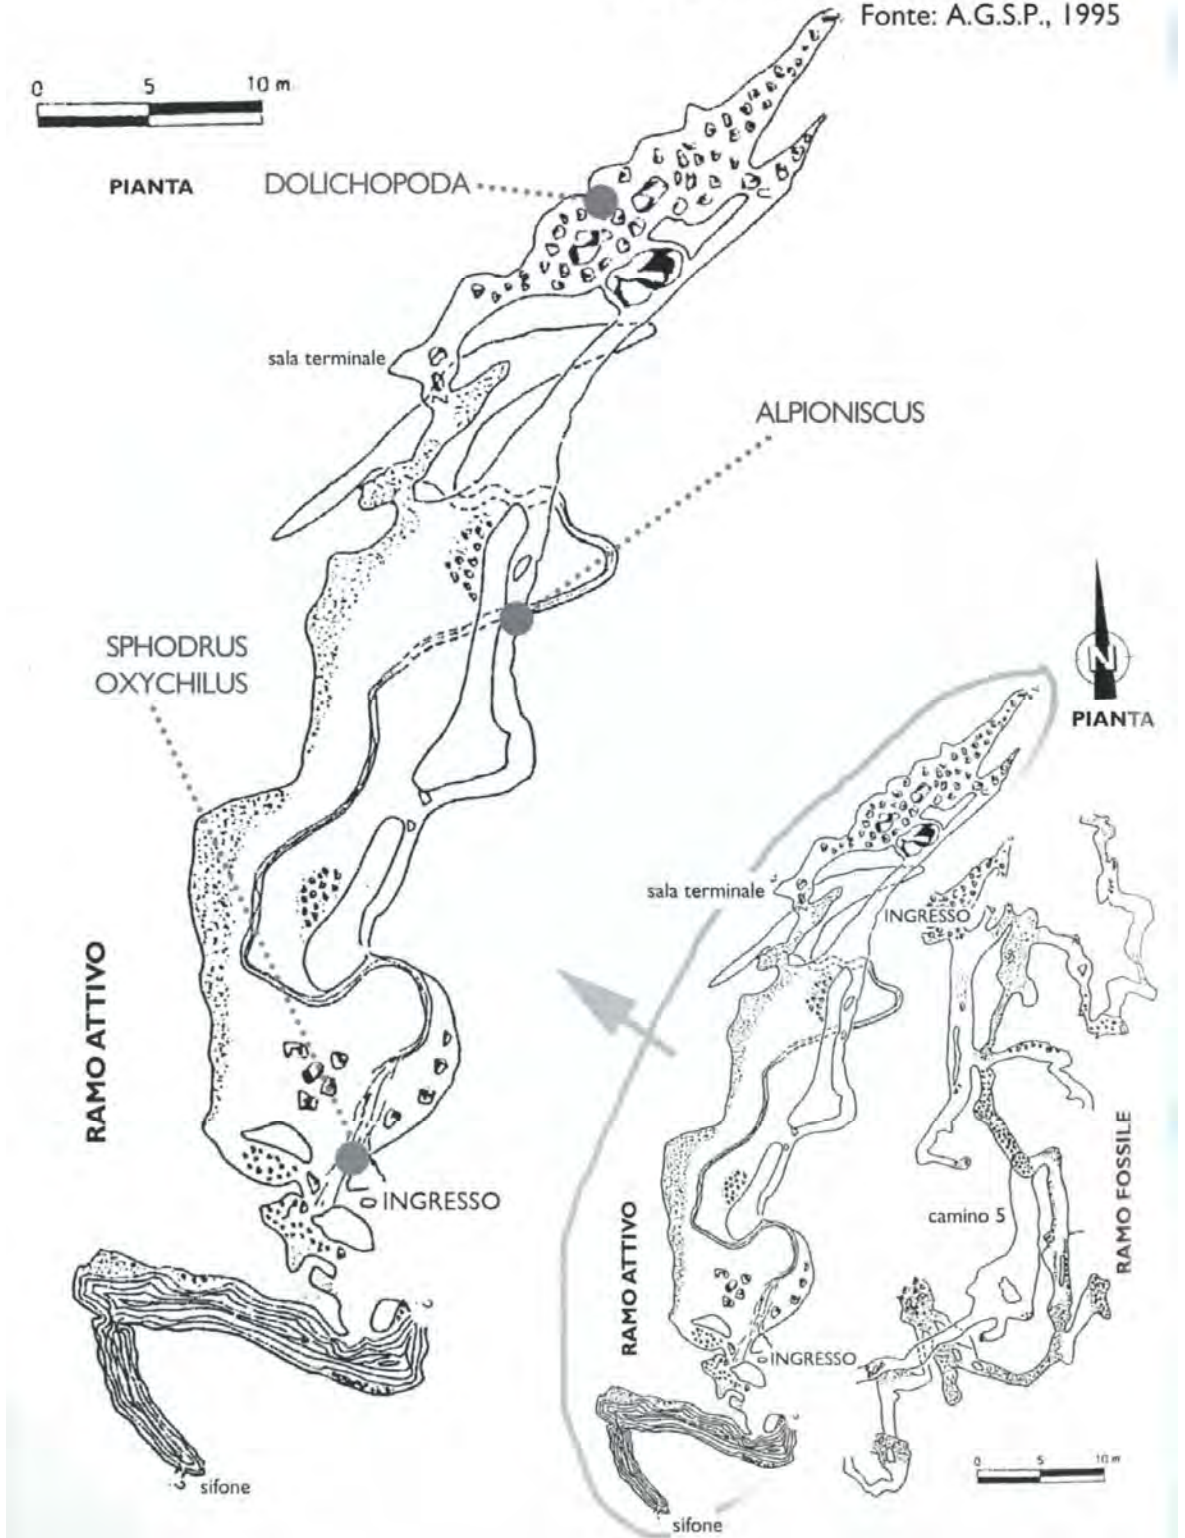 Fonte: A.G.S.P., 1995
0 5 10 m
PIANTA
DOLICHOPODA
sala terminale
ALPIONISCUS
SPHODRUS
OXYCHILUS
RAMO ATTIVO
INGRESSO
sifone
N
PIANTA
sala terminale
INGRESSO
RAMO FOSSILE
camino 5
RAMO ATTIVO
INGRESSO
0 5 10 m
sifone